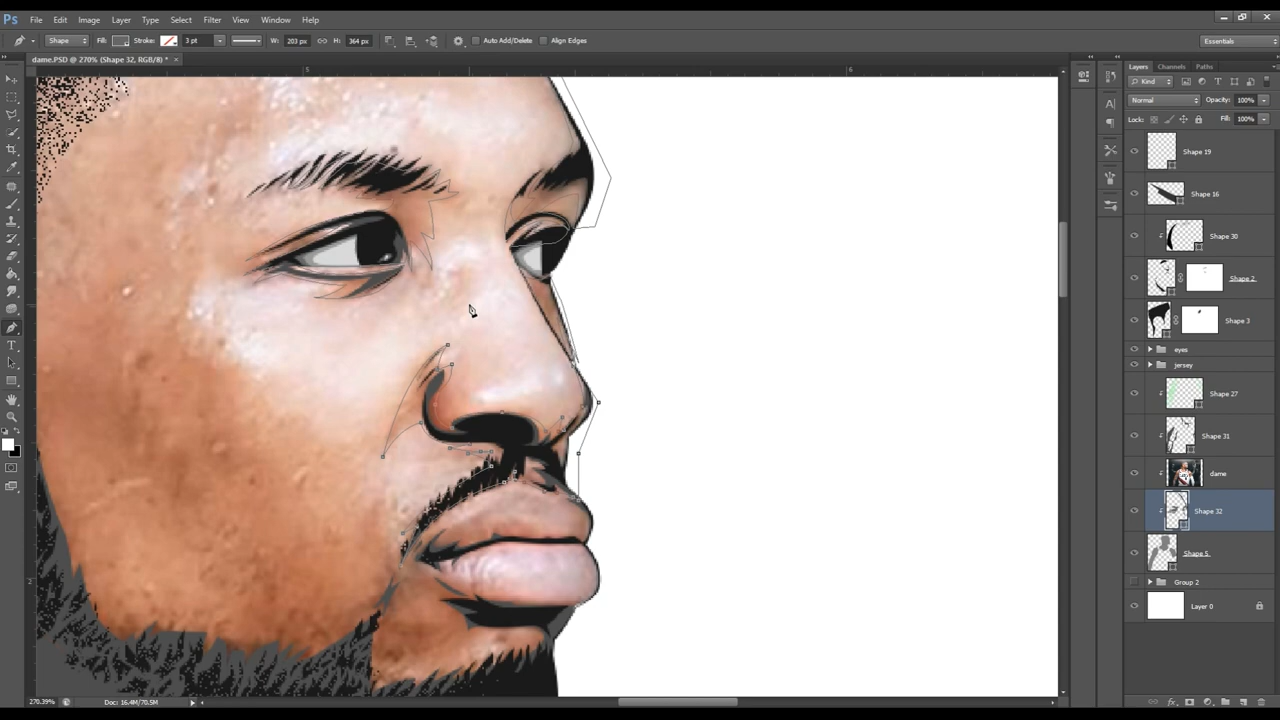 Ps File Edit Image Layer Type Select Filter View Window Help
Shape Fill: Stroke: 3 pt W: 203 px H: 364 px Auto Add/Delete Align Edges Essentials
dame.PSD @ 270% (Shape 32, RGB/8) * ×
5 6
2
Layers Channels Paths
Kind
Normal Opacity: 100%
Lock: Fill: 100%
Shape 19
Shape 16
Shape 30
Shape 2
Shape 3
eyes
jersey
Shape 27
Shape 31
dame
Shape 32
Shape 5
Group 2
Layer 0
270.39% Doc: 16.4M/70.5M